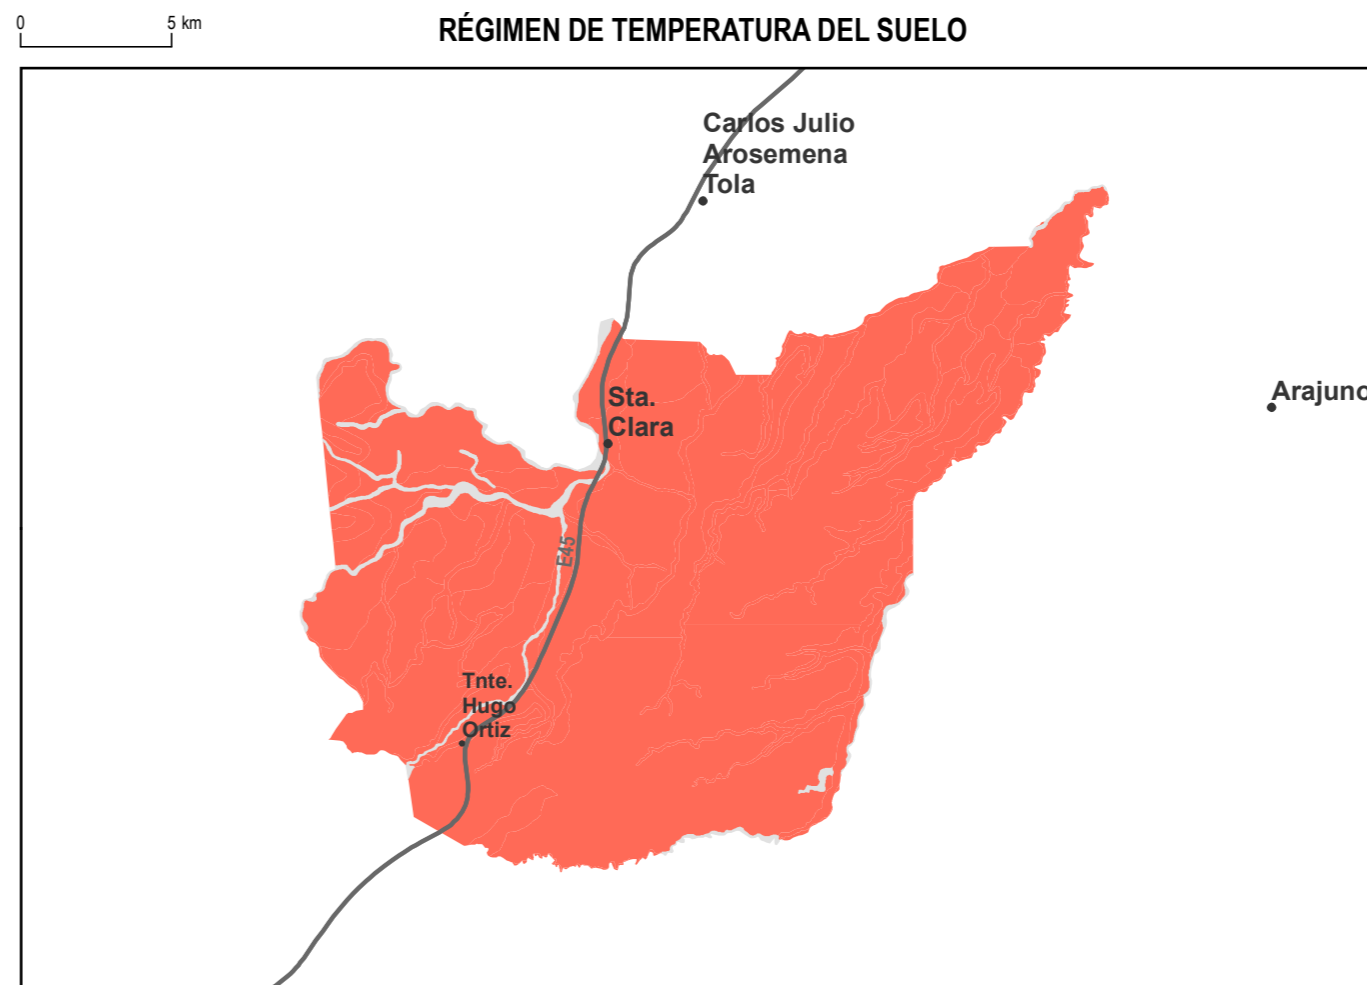 0 5 km
RÉGIMEN DE TEMPERATURA DEL SUELO
Carlos Julio
Arosemena
Tola
Arajuno
Sta.
Clara
E45
Tnte.
Hugo
Ortiz